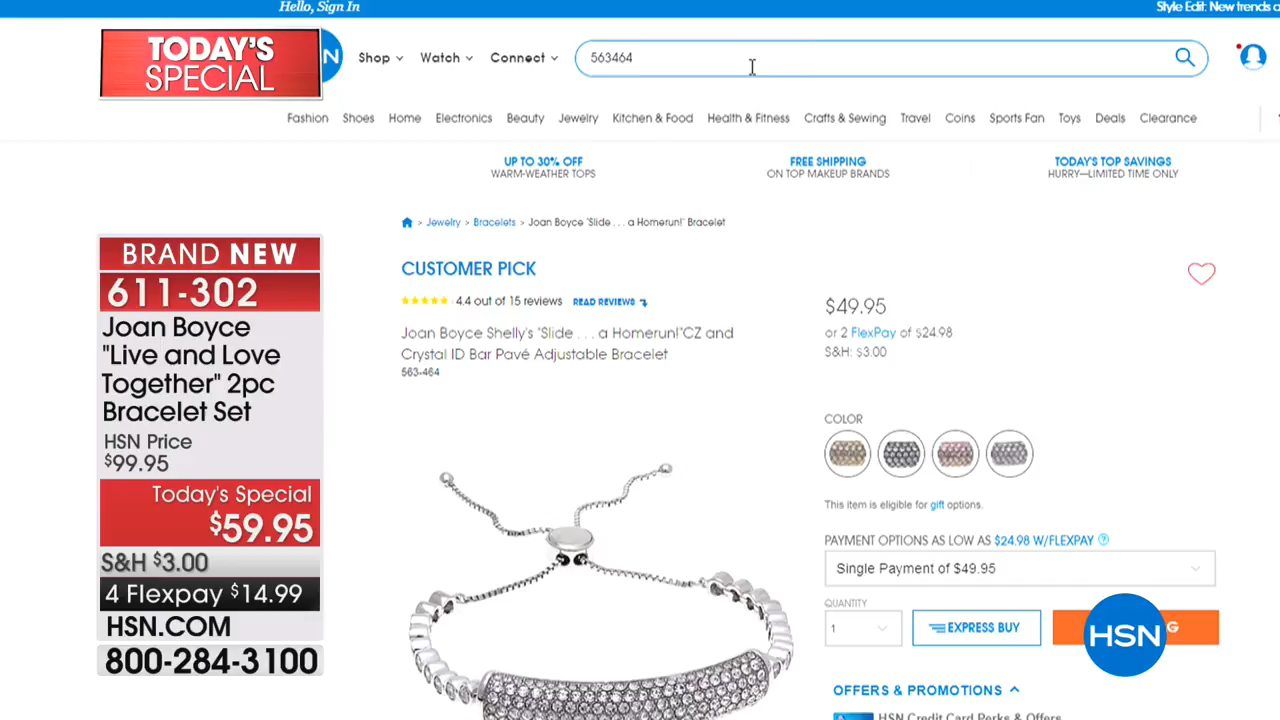 Hello, Sign In
Style Edit: New trends
TODAY'S
SPECIAL
N
Shop
Watch
Connect
563464
Fashion
Shoes
Home
Electronics
Beauty
Jewelry
Kitchen & Food
Health & Fitness
Crafts & Sewing
Travel
Coins
Sports Fan
Toys
Deals
Clearance
UP TO 30% OFF
WARM-WEATHER TOPS
FREE SHIPPING
ON TOP MAKEUP BRANDS
TODAY'S TOP SAVINGS
HURRY—LIMITED TIME ONLY
> Jewelry > Bracelets > Joan Boyce "Slide . . . a Homerun!" Bracelet
BRAND NEW
611-302
Joan Boyce
"Live and Love
Together" 2pc
Bracelet Set
HSN Price
$99.95
Today's Special
$59.95
S&H $3.00
4 Flexpay $14.99
HSN.COM
800-284-3100
CUSTOMER PICK
4.4 out of 15 reviews READ REVIEWS
Joan Boyce Shelly's "Slide . . . a Homerun!"CZ and
Crystal ID Bar Pavé Adjustable Bracelet
563-464
$49.95
or 2 FlexPay of $24.98
S&H: $3.00
COLOR
This item is eligible for gift options.
PAYMENT OPTIONS AS LOW AS $24.98 W/FLEXPAY ?
Single Payment of $49.95
QUANTITY
1
EXPRESS BUY
G
HSN
OFFERS & PROMOTIONS
HSN Credit Card Perks & Offers